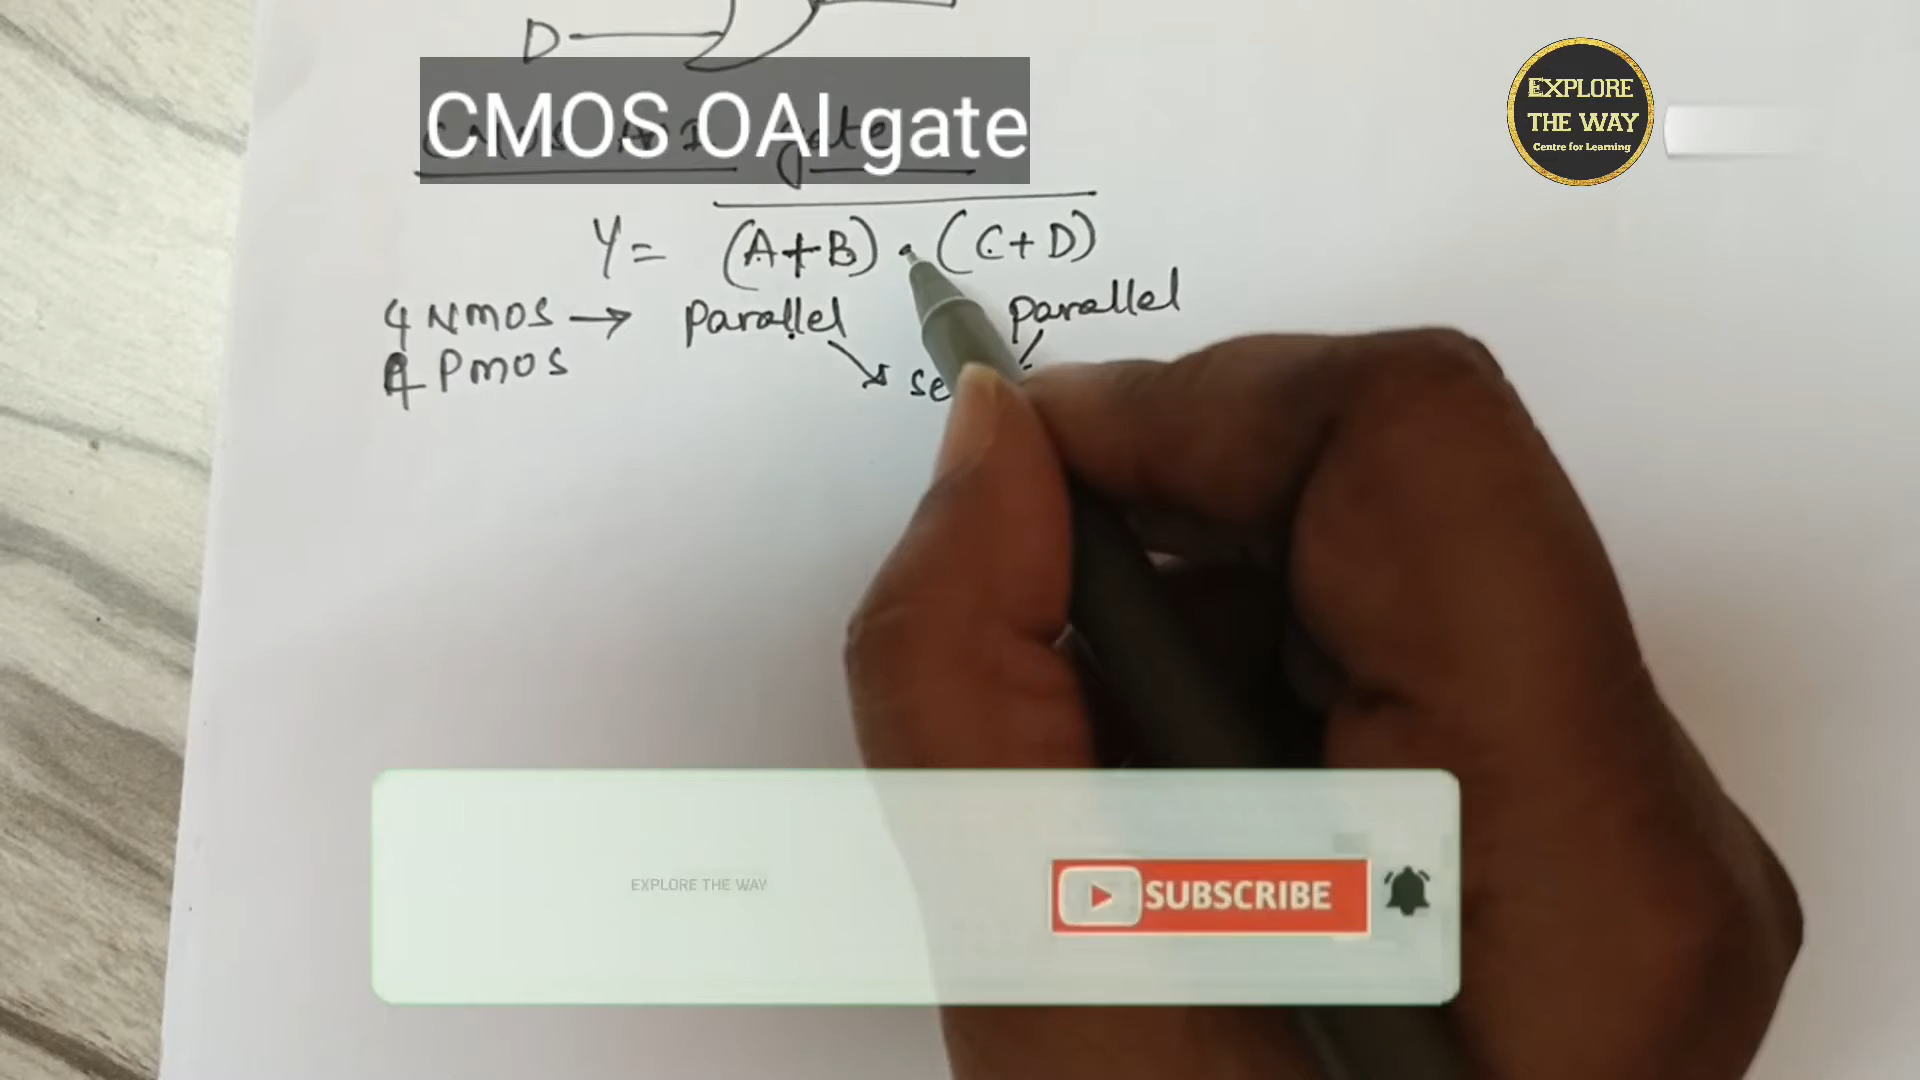 D
CMOS OAI gate
Y = \overline{(A+B) . (C+D)}
4 NMOS → parallel parallel
4 PMOS
EXPLORE
THE WAY
Centre for Learning
EXPLORE THE WAY
SUBSCRIBE